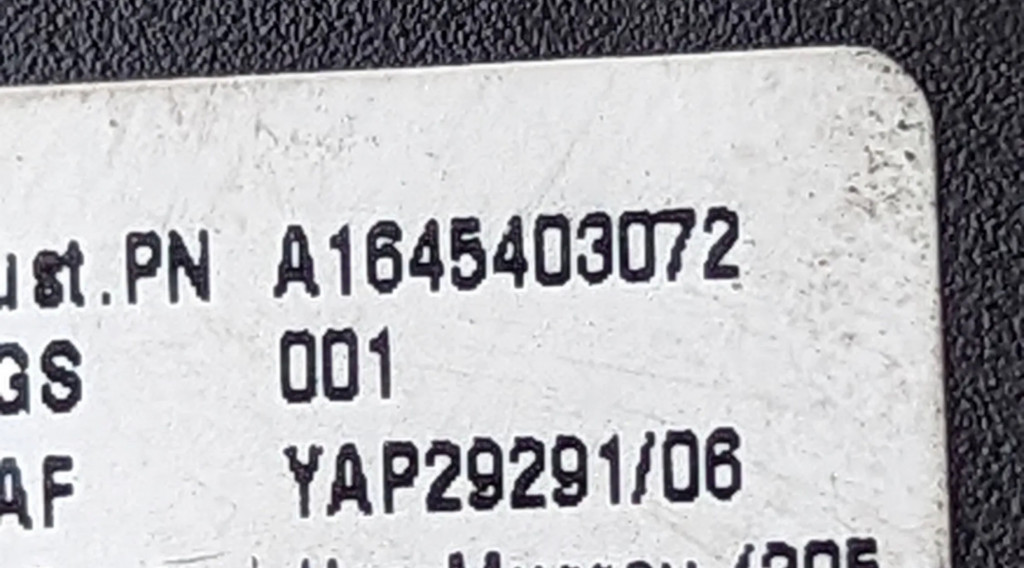 ust.PN A1645403072
GS 001
AF YAP29291/06